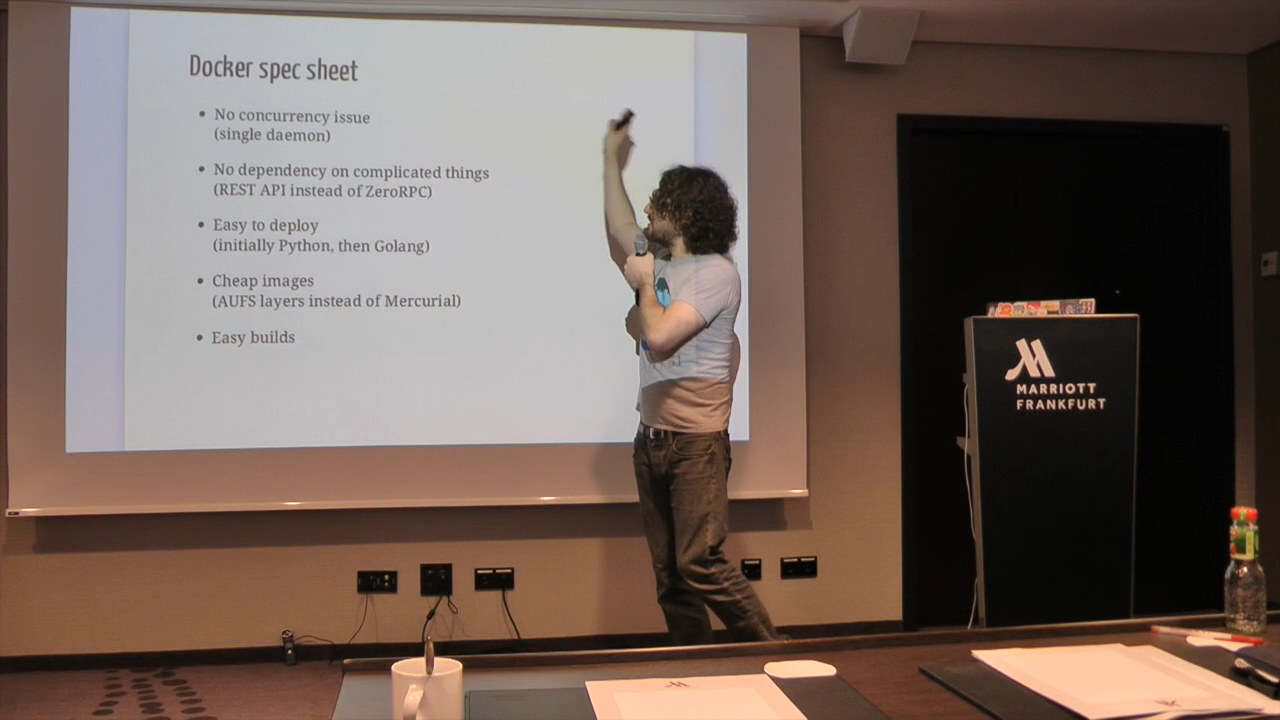 Docker spec sheet
• No concurrency issue
(single daemon)
• No dependency on complicated things
(REST API instead of ZeroRPC)
• Easy to deploy
(initially Python, then Golang)
• Cheap images
(AUFS layers instead of Mercurial)
• Easy builds
MARRIOTT
FRANKFURT